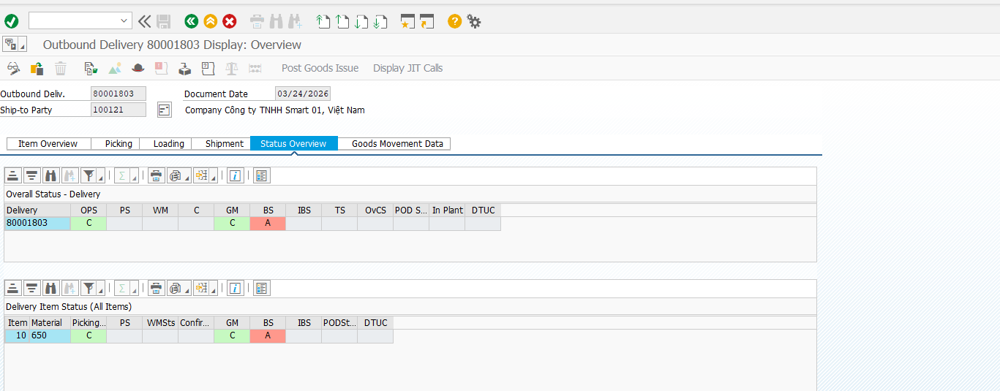 Outbound Delivery 80001803 Display: Overview
Post Goods Issue Display JIT Calls
Outbound Deliv. 80001803 Document Date 03/24/2026
Ship-to Party 100121 Company Công ty TNHH Smart 01, Việt Nam
Item Overview Picking Loading Shipment Status Overview Goods Movement Data
Overall Status - Delivery
Delivery OPS PS WM C GM BS IBS TS OvCS POD S... In Plant DTUC
80001803 C C A
Delivery Item Status (All Items)
Item Material Picking... PS WMSts Confir... GM BS IBS PODSt... DTUC
10 650 C C A